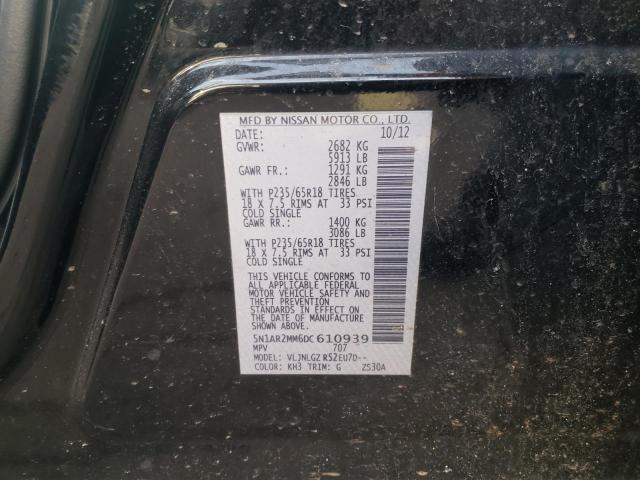 MFD BY NISSAN MOTOR CO., LTD.
DATE: 10/12
GVWR: 2682 KG
5913 LB
GAWR FR.: 1291 KG
2846 LB
WITH P235/65R18 TIRES
18 X 7.5 RIMS AT 33 PSI
COLD SINGLE
GAWR RR.: 1400 KG
3086 LB
WITH P235/65R18 TIRES
18 X 7.5 RIMS AT 33 PSI
COLD SINGLE
THIS VEHICLE CONFORMS TO
ALL APPLICABLE FEDERAL
MOTOR VEHICLE SAFETY AND
THEFT PREVENTION
STANDARDS IN EFFECT ON
THE DATE OF MANUFACTURE
SHOWN ABOVE.
5N1AR2MM6DC610939
MPV 707
MODEL: VLJNLGZ R52EU7D--
COLOR: KH3 TRIM: G ZS30A